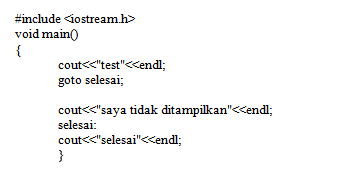 #include <iostream.h>
void main()
{
cout<<"test"<<endl;
goto selesai;
cout<<"saya tidak ditampilkan"<<endl;
selesai:
cout<<"selesai"<<endl;
}